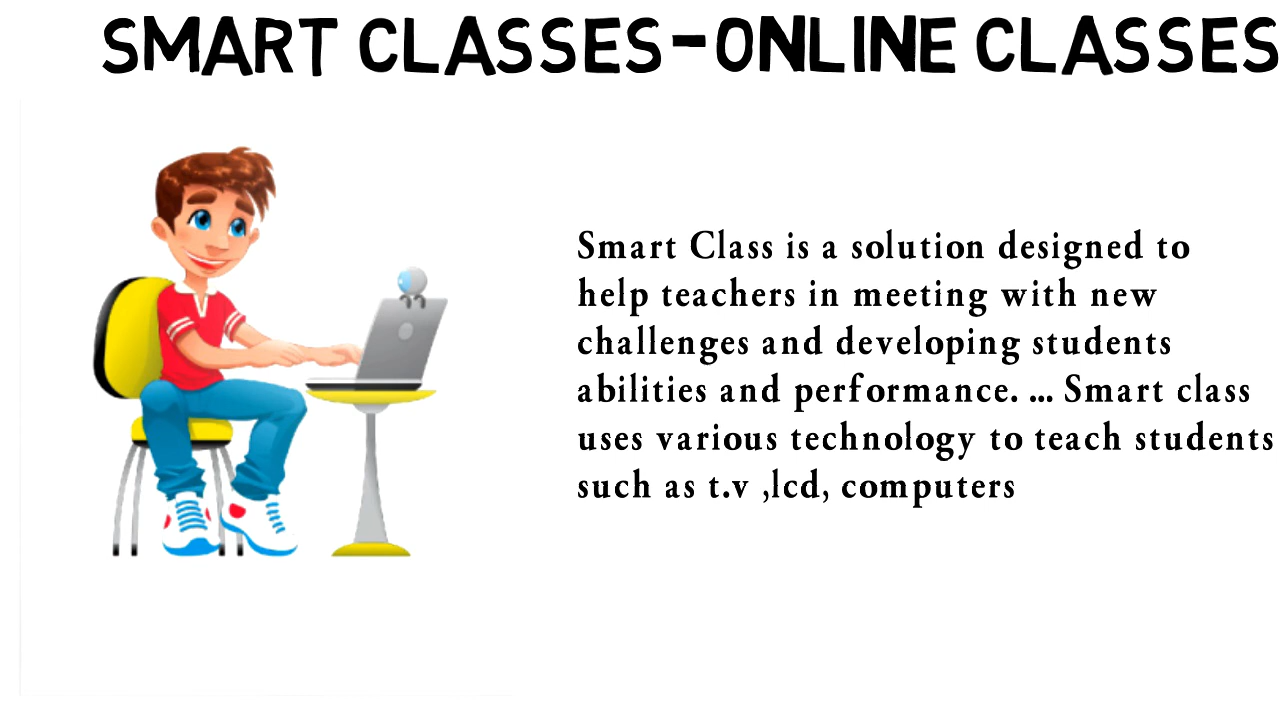 SMART CLASSES-ONLINE CLASSES
Smart Class is a solution designed to
help teachers in meeting with new
challenges and developing students
abilities and performance. ... Smart class
uses various technology to teach students
such as t.v ,lcd, computers